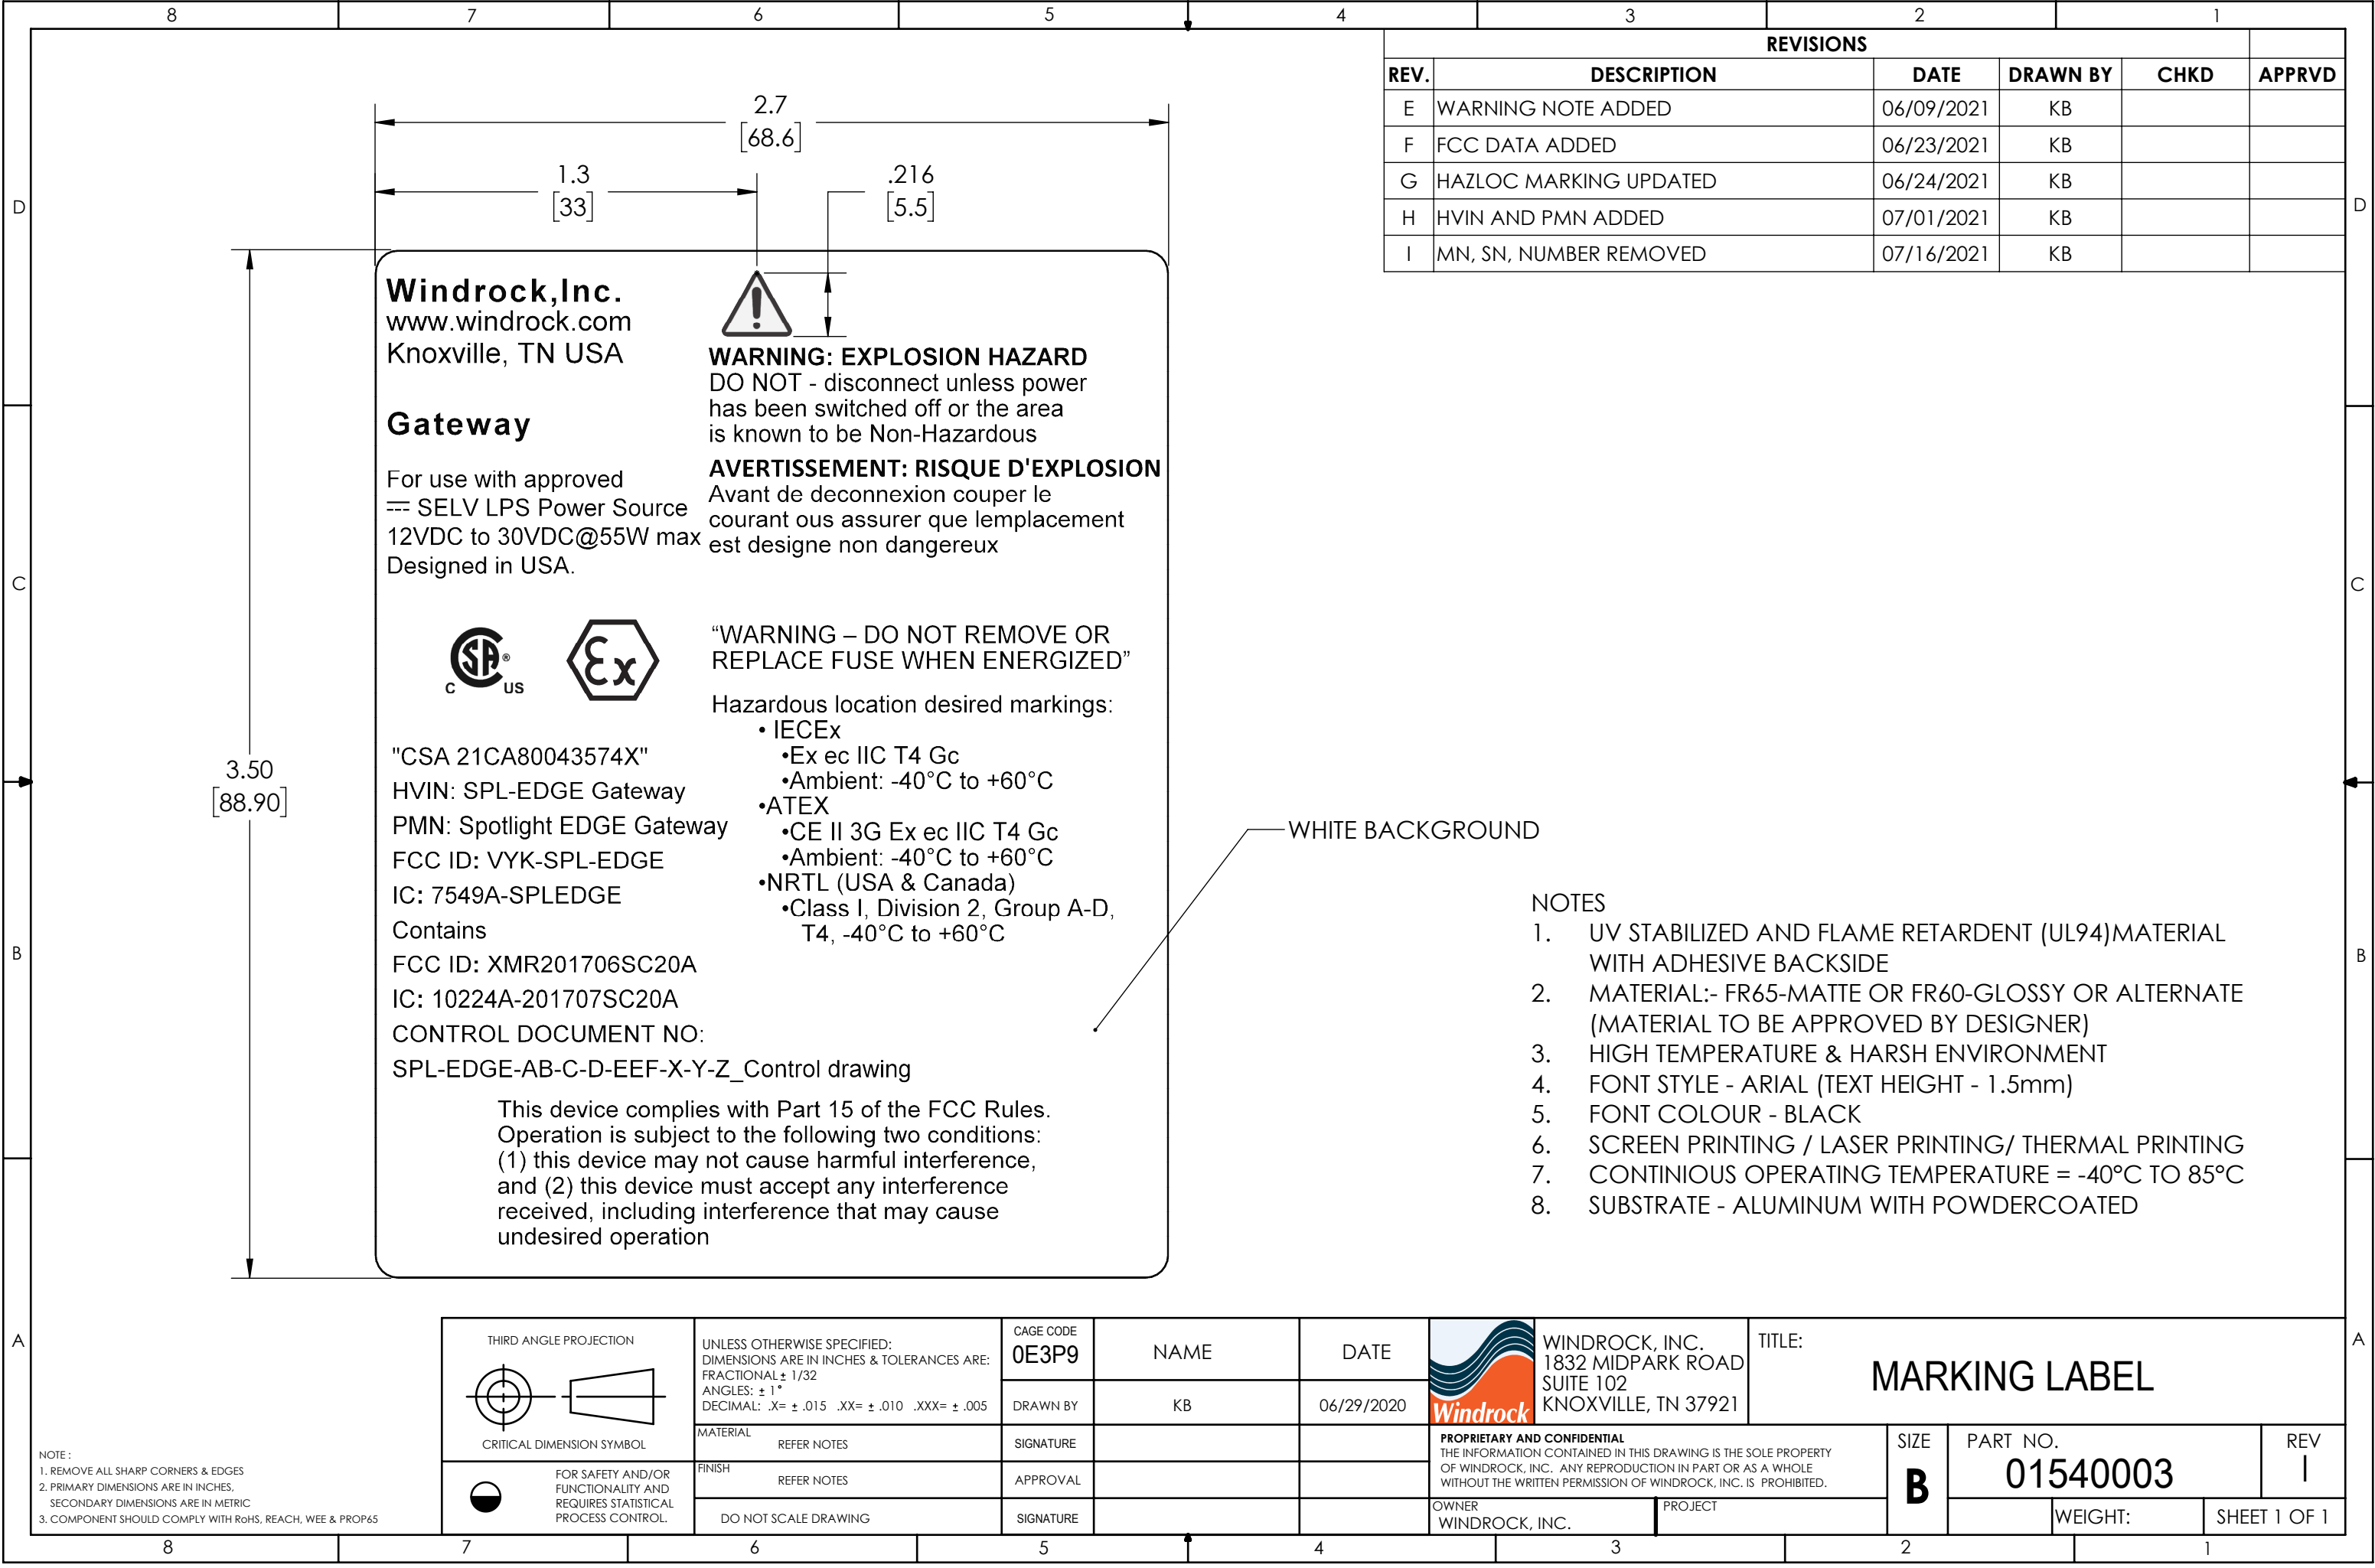 8 7 6 5 4 3 2 1
REVISIONS
REV. DESCRIPTION DATE DRAWN BY CHKD APPRVD
E WARNING NOTE ADDED 06/09/2021 KB
F FCC DATA ADDED 06/23/2021 KB
G HAZLOC MARKING UPDATED 06/24/2021 KB
H HVIN AND PMN ADDED 07/01/2021 KB
I MN, SN, NUMBER REMOVED 07/16/2021 KB
D D
C C
B B
A A
2.7
[68.6]
1.3
[33]
.216
[5.5]
3.50
[88.90]
Windrock,Inc.
www.windrock.com
Knoxville, TN USA
Gateway
For use with approved
SELV LPS Power Source
12VDC to 30VDC@55W max
Designed in USA.
WARNING: EXPLOSION HAZARD
DO NOT - disconnect unless power
has been switched off or the area
is known to be Non-Hazardous
AVERTISSEMENT: RISQUE D'EXPLOSION
Avant de deconnexion couper le
courant ous assurer que lemplacement
est designe non dangereux
CSA ®
C US
Ex
“WARNING – DO NOT REMOVE OR
REPLACE FUSE WHEN ENERGIZED”
Hazardous location desired markings:
• IECEx
•Ex ec IIC T4 Gc
•Ambient: -40°C to +60°C
•ATEX
•CE II 3G Ex ec IIC T4 Gc
•Ambient: -40°C to +60°C
•NRTL (USA & Canada)
•Class I, Division 2, Group A-D,
T4, -40°C to +60°C
"CSA 21CA80043574X"
HVIN: SPL-EDGE Gateway
PMN: Spotlight EDGE Gateway
FCC ID: VYK-SPL-EDGE
IC: 7549A-SPLEDGE
Contains
FCC ID: XMR201706SC20A
IC: 10224A-201707SC20A
CONTROL DOCUMENT NO:
SPL-EDGE-AB-C-D-EEF-X-Y-Z_Control drawing
This device complies with Part 15 of the FCC Rules.
Operation is subject to the following two conditions:
(1) this device may not cause harmful interference,
and (2) this device must accept any interference
received, including interference that may cause
undesired operation
WHITE BACKGROUND
NOTES
1. UV STABILIZED AND FLAME RETARDENT (UL94)MATERIAL
WITH ADHESIVE BACKSIDE
2. MATERIAL:- FR65-MATTE OR FR60-GLOSSY OR ALTERNATE
(MATERIAL TO BE APPROVED BY DESIGNER)
3. HIGH TEMPERATURE & HARSH ENVIRONMENT
4. FONT STYLE - ARIAL (TEXT HEIGHT - 1.5mm)
5. FONT COLOUR - BLACK
6. SCREEN PRINTING / LASER PRINTING/ THERMAL PRINTING
7. CONTINIOUS OPERATING TEMPERATURE = -40°C TO 85°C
8. SUBSTRATE - ALUMINUM WITH POWDERCOATED
NOTE :
1. REMOVE ALL SHARP CORNERS & EDGES
2. PRIMARY DIMENSIONS ARE IN INCHES,
SECONDARY DIMENSIONS ARE IN METRIC
3. COMPONENT SHOULD COMPLY WITH RoHS, REACH, WEE & PROP65
THIRD ANGLE PROJECTION
CRITICAL DIMENSION SYMBOL
FOR SAFETY AND/OR
FUNCTIONALITY AND
REQUIRES STATISTICAL
PROCESS CONTROL.
UNLESS OTHERWISE SPECIFIED:
DIMENSIONS ARE IN INCHES & TOLERANCES ARE:
FRACTIONAL ± 1/32
ANGLES: ± 1°
DECIMAL: .X= ± .015 .XX= ± .010 .XXX= ± .005
MATERIAL
REFER NOTES
FINISH
REFER NOTES
DO NOT SCALE DRAWING
CAGE CODE
0E3P9
NAME DATE
DRAWN BY KB 06/29/2020
SIGNATURE
APPROVAL
SIGNATURE
Windrock
WINDROCK, INC.
1832 MIDPARK ROAD
SUITE 102
KNOXVILLE, TN 37921
TITLE:
MARKING LABEL
PROPRIETARY AND CONFIDENTIAL
THE INFORMATION CONTAINED IN THIS DRAWING IS THE SOLE PROPERTY
OF WINDROCK, INC. ANY REPRODUCTION IN PART OR AS A WHOLE
WITHOUT THE WRITTEN PERMISSION OF WINDROCK, INC. IS PROHIBITED.
OWNER
WINDROCK, INC.
PROJECT
SIZE
B
PART NO.
01540003
REV
I
WEIGHT:
SHEET 1 OF 1
8 7 6 5 4 3 2 1